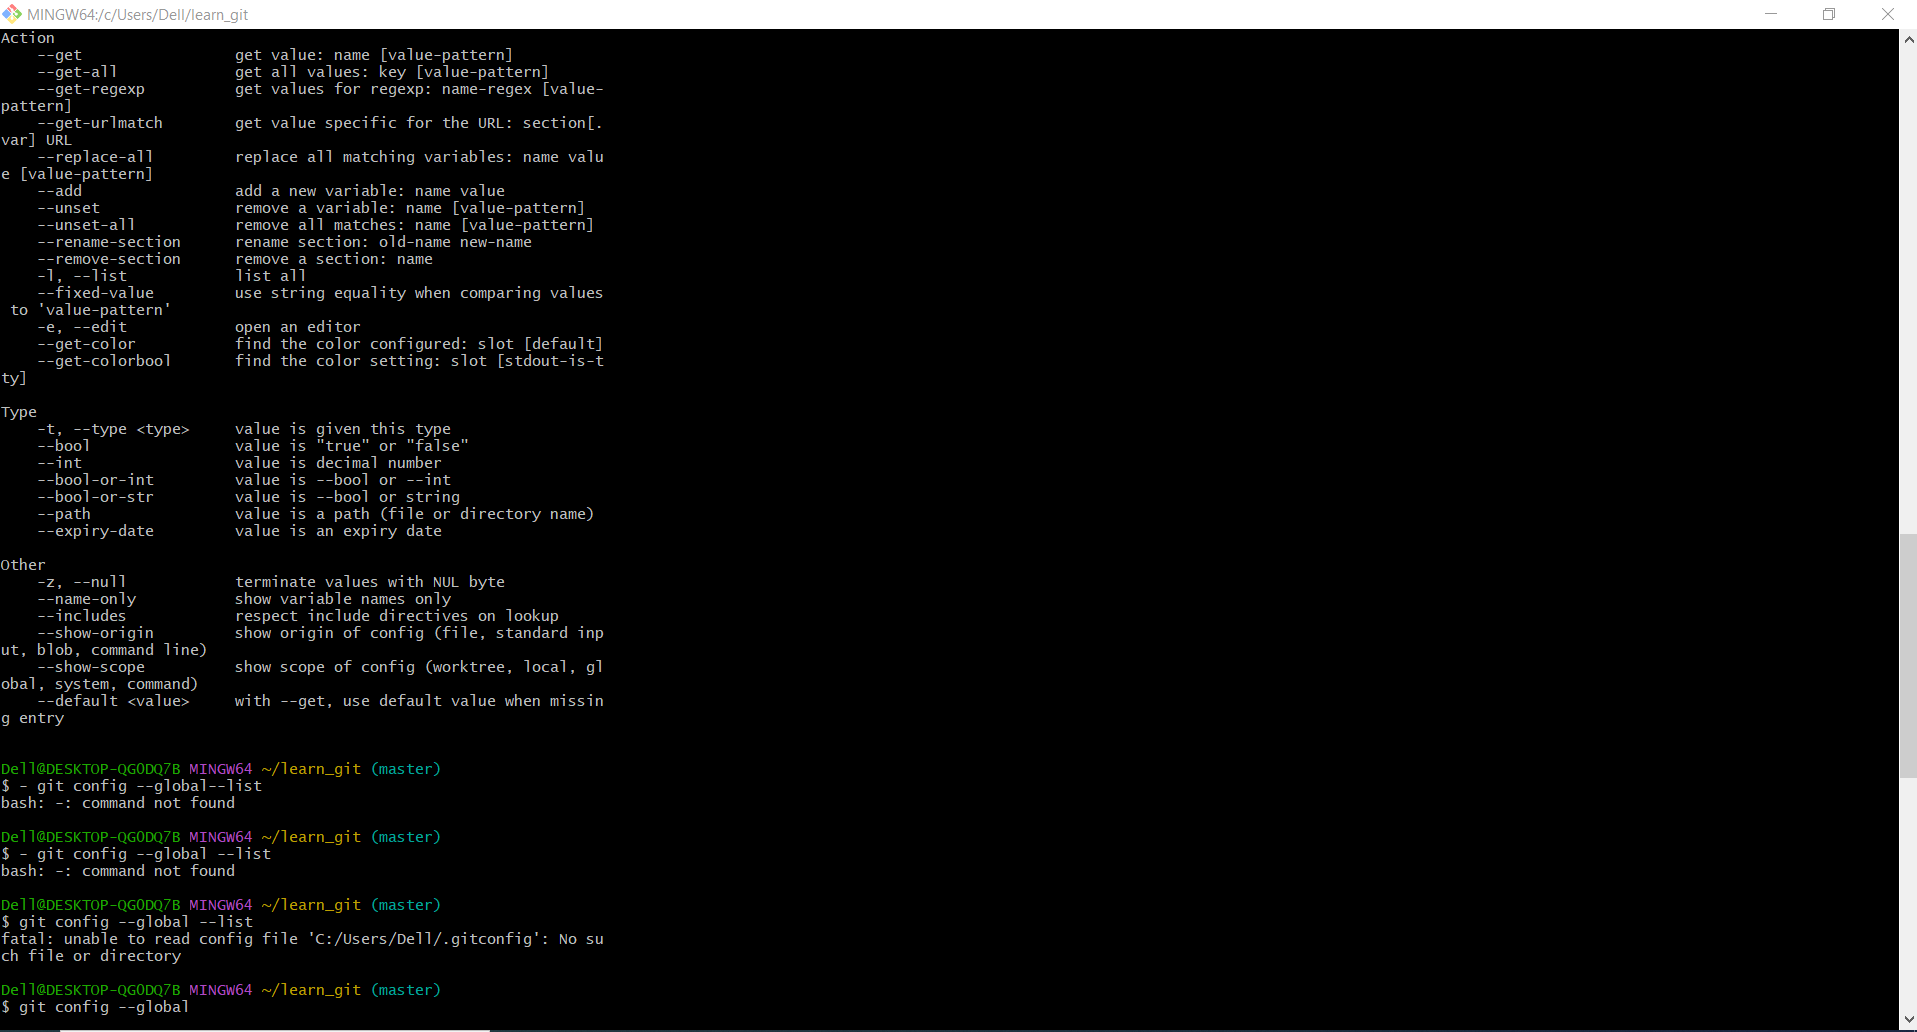 MINGW64:/c/Users/Dell/learn_git
Action
    --get                 get value: name [value-pattern]
    --get-all             get all values: key [value-pattern]
    --get-regexp          get values for regexp: name-regex [value-
pattern]
    --get-urlmatch        get value specific for the URL: section[.
var] URL
    --replace-all         replace all matching variables: name valu
e [value-pattern]
    --add                 add a new variable: name value
    --unset               remove a variable: name [value-pattern]
    --unset-all           remove all matches: name [value-pattern]
    --rename-section      rename section: old-name new-name
    --remove-section      remove a section: name
    -l, --list            list all
    --fixed-value         use string equality when comparing values
 to 'value-pattern'
    -e, --edit            open an editor
    --get-color           find the color configured: slot [default]
    --get-colorbool       find the color setting: slot [stdout-is-t
ty]

Type
    -t, --type <type>     value is given this type
    --bool                value is "true" or "false"
    --int                 value is decimal number
    --bool-or-int         value is --bool or --int
    --bool-or-str         value is --bool or string
    --path                value is a path (file or directory name)
    --expiry-date         value is an expiry date

Other
    -z, --null            terminate values with NUL byte
    --name-only           show variable names only
    --includes            respect include directives on lookup
    --show-origin         show origin of config (file, standard inp
ut, blob, command line)
    --show-scope          show scope of config (worktree, local, gl
obal, system, command)
    --default <value>     with --get, use default value when missin
g entry

Dell@DESKTOP-QG0DQ7B MINGW64 ~/learn_git (master)
$ - git config --global--list
bash: -: command not found

Dell@DESKTOP-QG0DQ7B MINGW64 ~/learn_git (master)
$ - git config --global --list
bash: -: command not found

Dell@DESKTOP-QG0DQ7B MINGW64 ~/learn_git (master)
$ git config --global --list
fatal: unable to read config file 'C:/Users/Dell/.gitconfig': No su
ch file or directory

Dell@DESKTOP-QG0DQ7B MINGW64 ~/learn_git (master)
$ git config --global